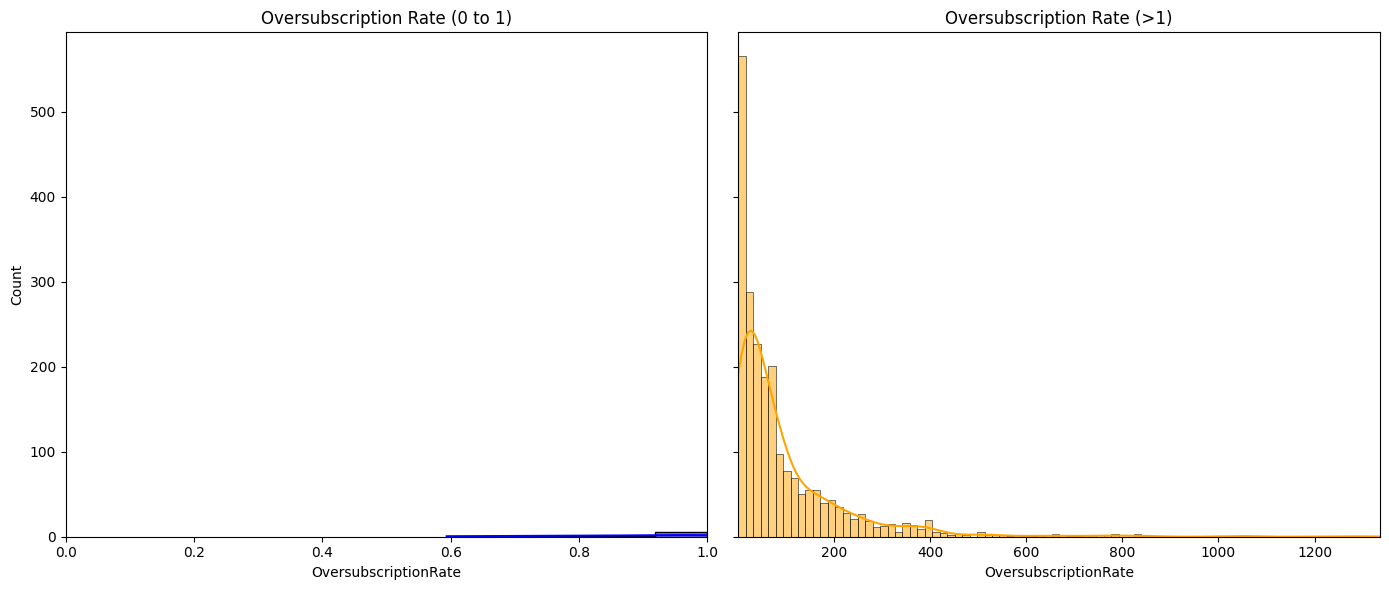 Oversubscription Rate (0 to 1)
Count
500
400
300
200
100
0
0.0 0.2 0.4 0.6 0.8 1.0
OversubscriptionRate
Oversubscription Rate (>1)
200 400 600 800 1000 1200
OversubscriptionRate